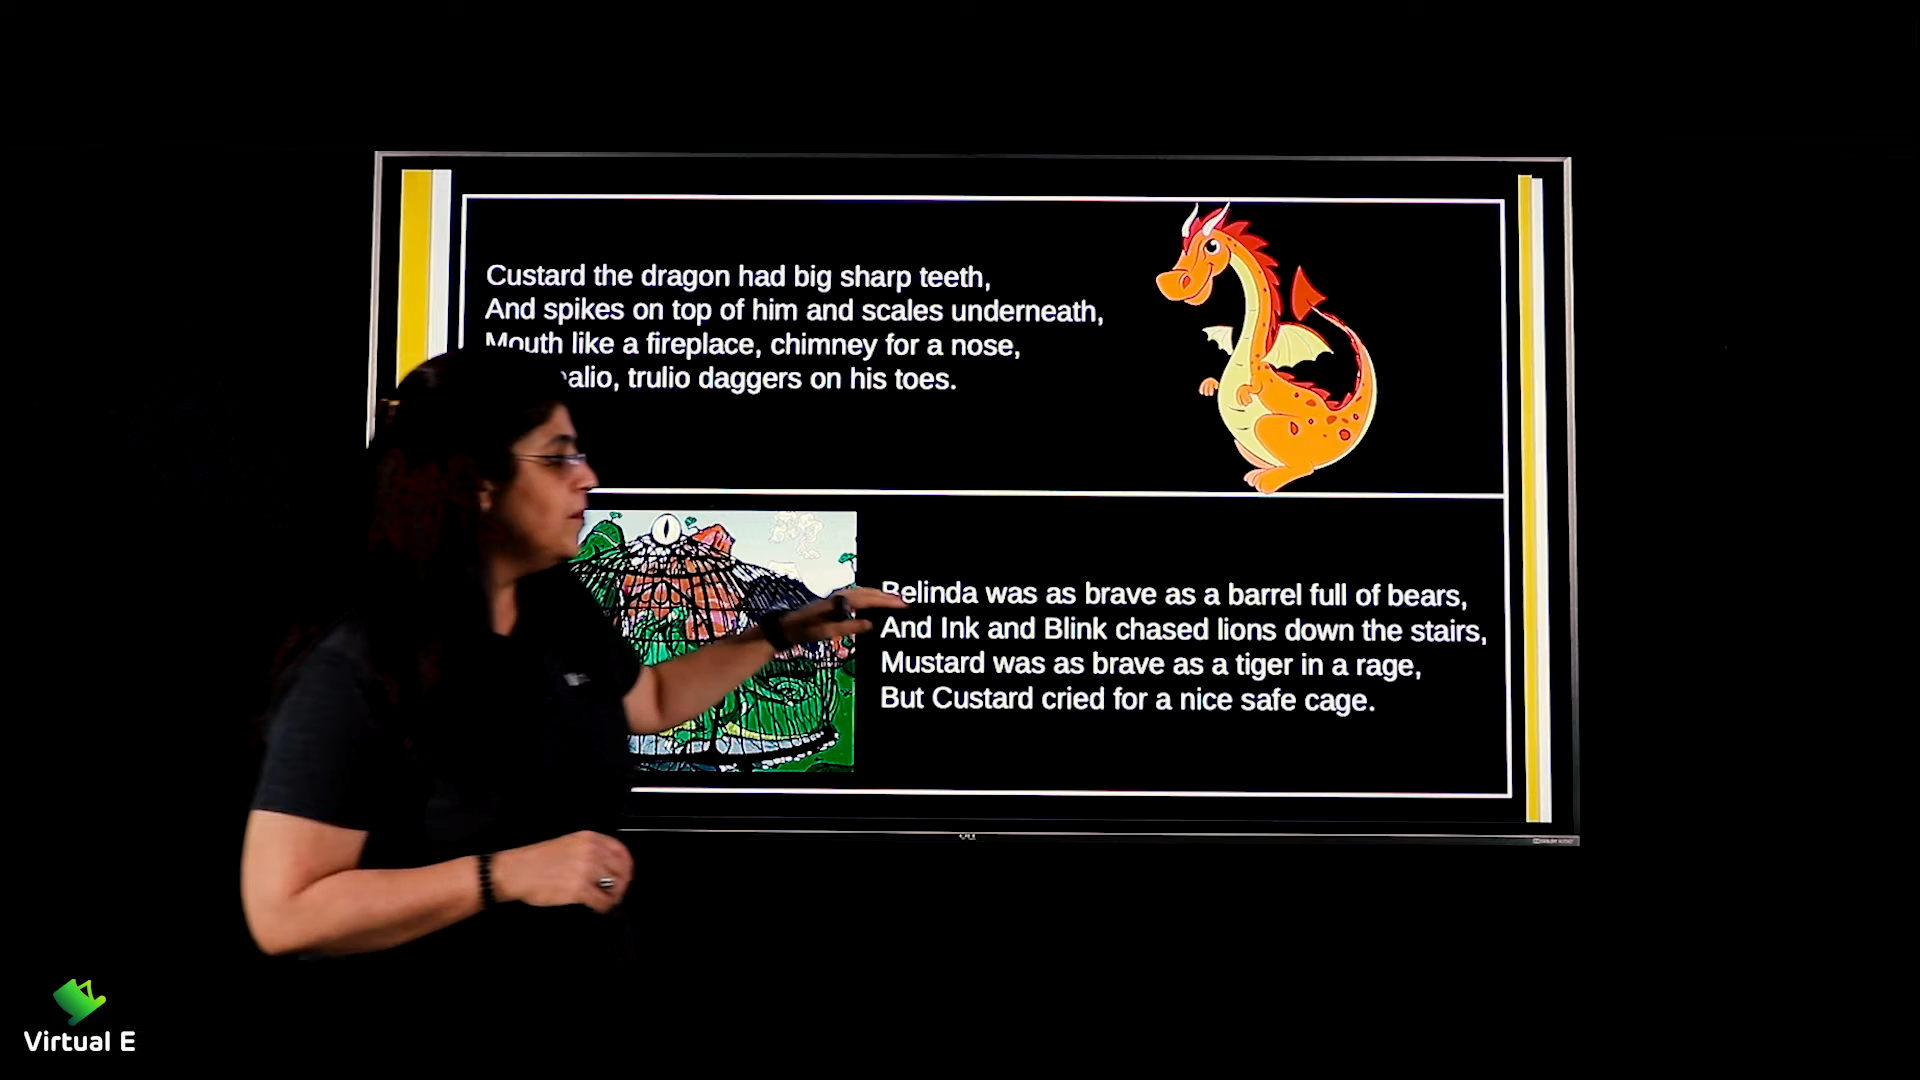 Custard the dragon had big sharp teeth,
And spikes on top of him and scales underneath,
Mouth like a fireplace, chimney for a nose,
trulio daggers on his toes.
Belinda was as brave as a barrel full of bears,
And Ink and Blink chased lions down the stairs,
Mustard was as brave as a tiger in a rage,
But Custard cried for a nice safe cage.
Virtual E